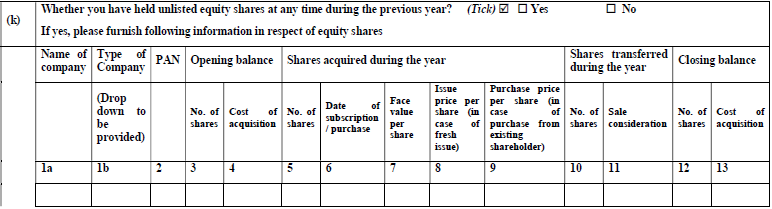 (k)
Whether you have held unlisted equity shares at any time during the previous year? (Tick) ☑ ☐ Yes ☐ No
If yes, please furnish following information in respect of equity shares
Name of company
Type of Company
PAN
Opening balance
Shares acquired during the year
Shares transferred during the year
Closing balance
(Drop down to be provided)
No. of shares
Cost of acquisition
No. of shares
Date of subscription / purchase
Face value per share
Issue price per share (in case of fresh issue)
Purchase price per share (in case of purchase from existing shareholder)
No. of shares
Sale consideration
No. of shares
Cost of acquisition
1a 1b 2 3 4 5 6 7 8 9 10 11 12 13